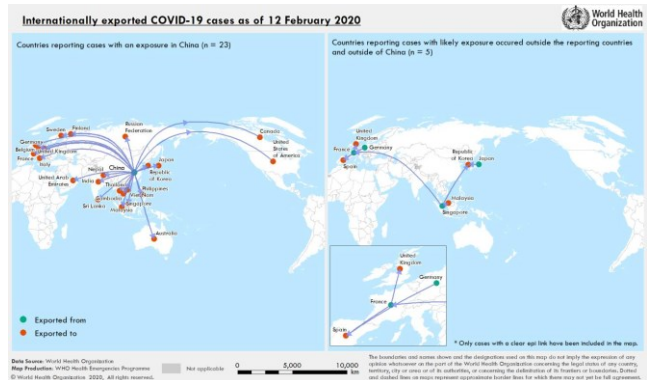 Internationally exported COVID-19 cases as of 12 February 2020
World Health
Organization
Countries reporting cases with an exposure in China (n = 23)
Sweden
Finland
Russian
Federation
Germany
Belgium
United Kingdom
France
Italy
Canada
United
States
of America
China
Japan
Republic
of Korea
Nepal
United Arab
Emirates
India
Thailand
Philippines
Viet Nam
Cambodia
Sri Lanka
Singapore
Malaysia
Australia
Exported from
Exported to
Countries reporting cases with likely exposure occured outside the reporting countries
and outside of China (n = 5)
United
Kingdom
Germany
France
Spain
Republic
of Korea
Japan
Malaysia
Singapore
United
Kingdom
Germany
France
Spain
* Only cases with a clear epi link have been included in the map.
Data Source: World Health Organization
Map Production: WHO Health Emergencies Programme
© World Health Organization 2020, All rights reserved.
Not applicable
0 5,000 10,000
km
The boundaries and names shown and the designations used on this map do not imply the expression of any
opinion whatsoever on the part of the World Health Organization concerning the legal status of any country,
territory, city or area or of its authorities, or concerning the delimitation of its frontiers or boundaries. Dotted
and dashed lines on maps represent approximate border lines for which there may not yet be full agreement.